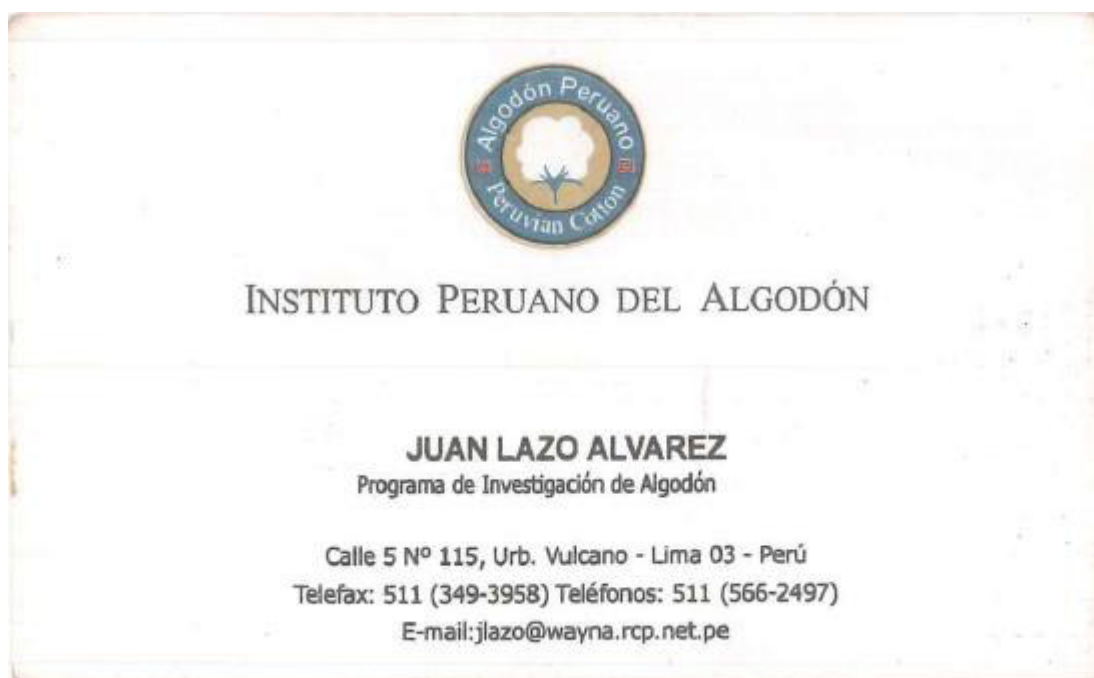 Algodón Peruano
Peruvian Cotton
INSTITUTO PERUANO DEL ALGODÓN
JUAN LAZO ALVAREZ
Programa de Investigación de Algodón
Calle 5 Nº 115, Urb. Vulcano - Lima 03 - Perú
Telefax: 511 (349-3958) Teléfonos: 511 (566-2497)
E-mail:jlazo@wayna.rcp.net.pe